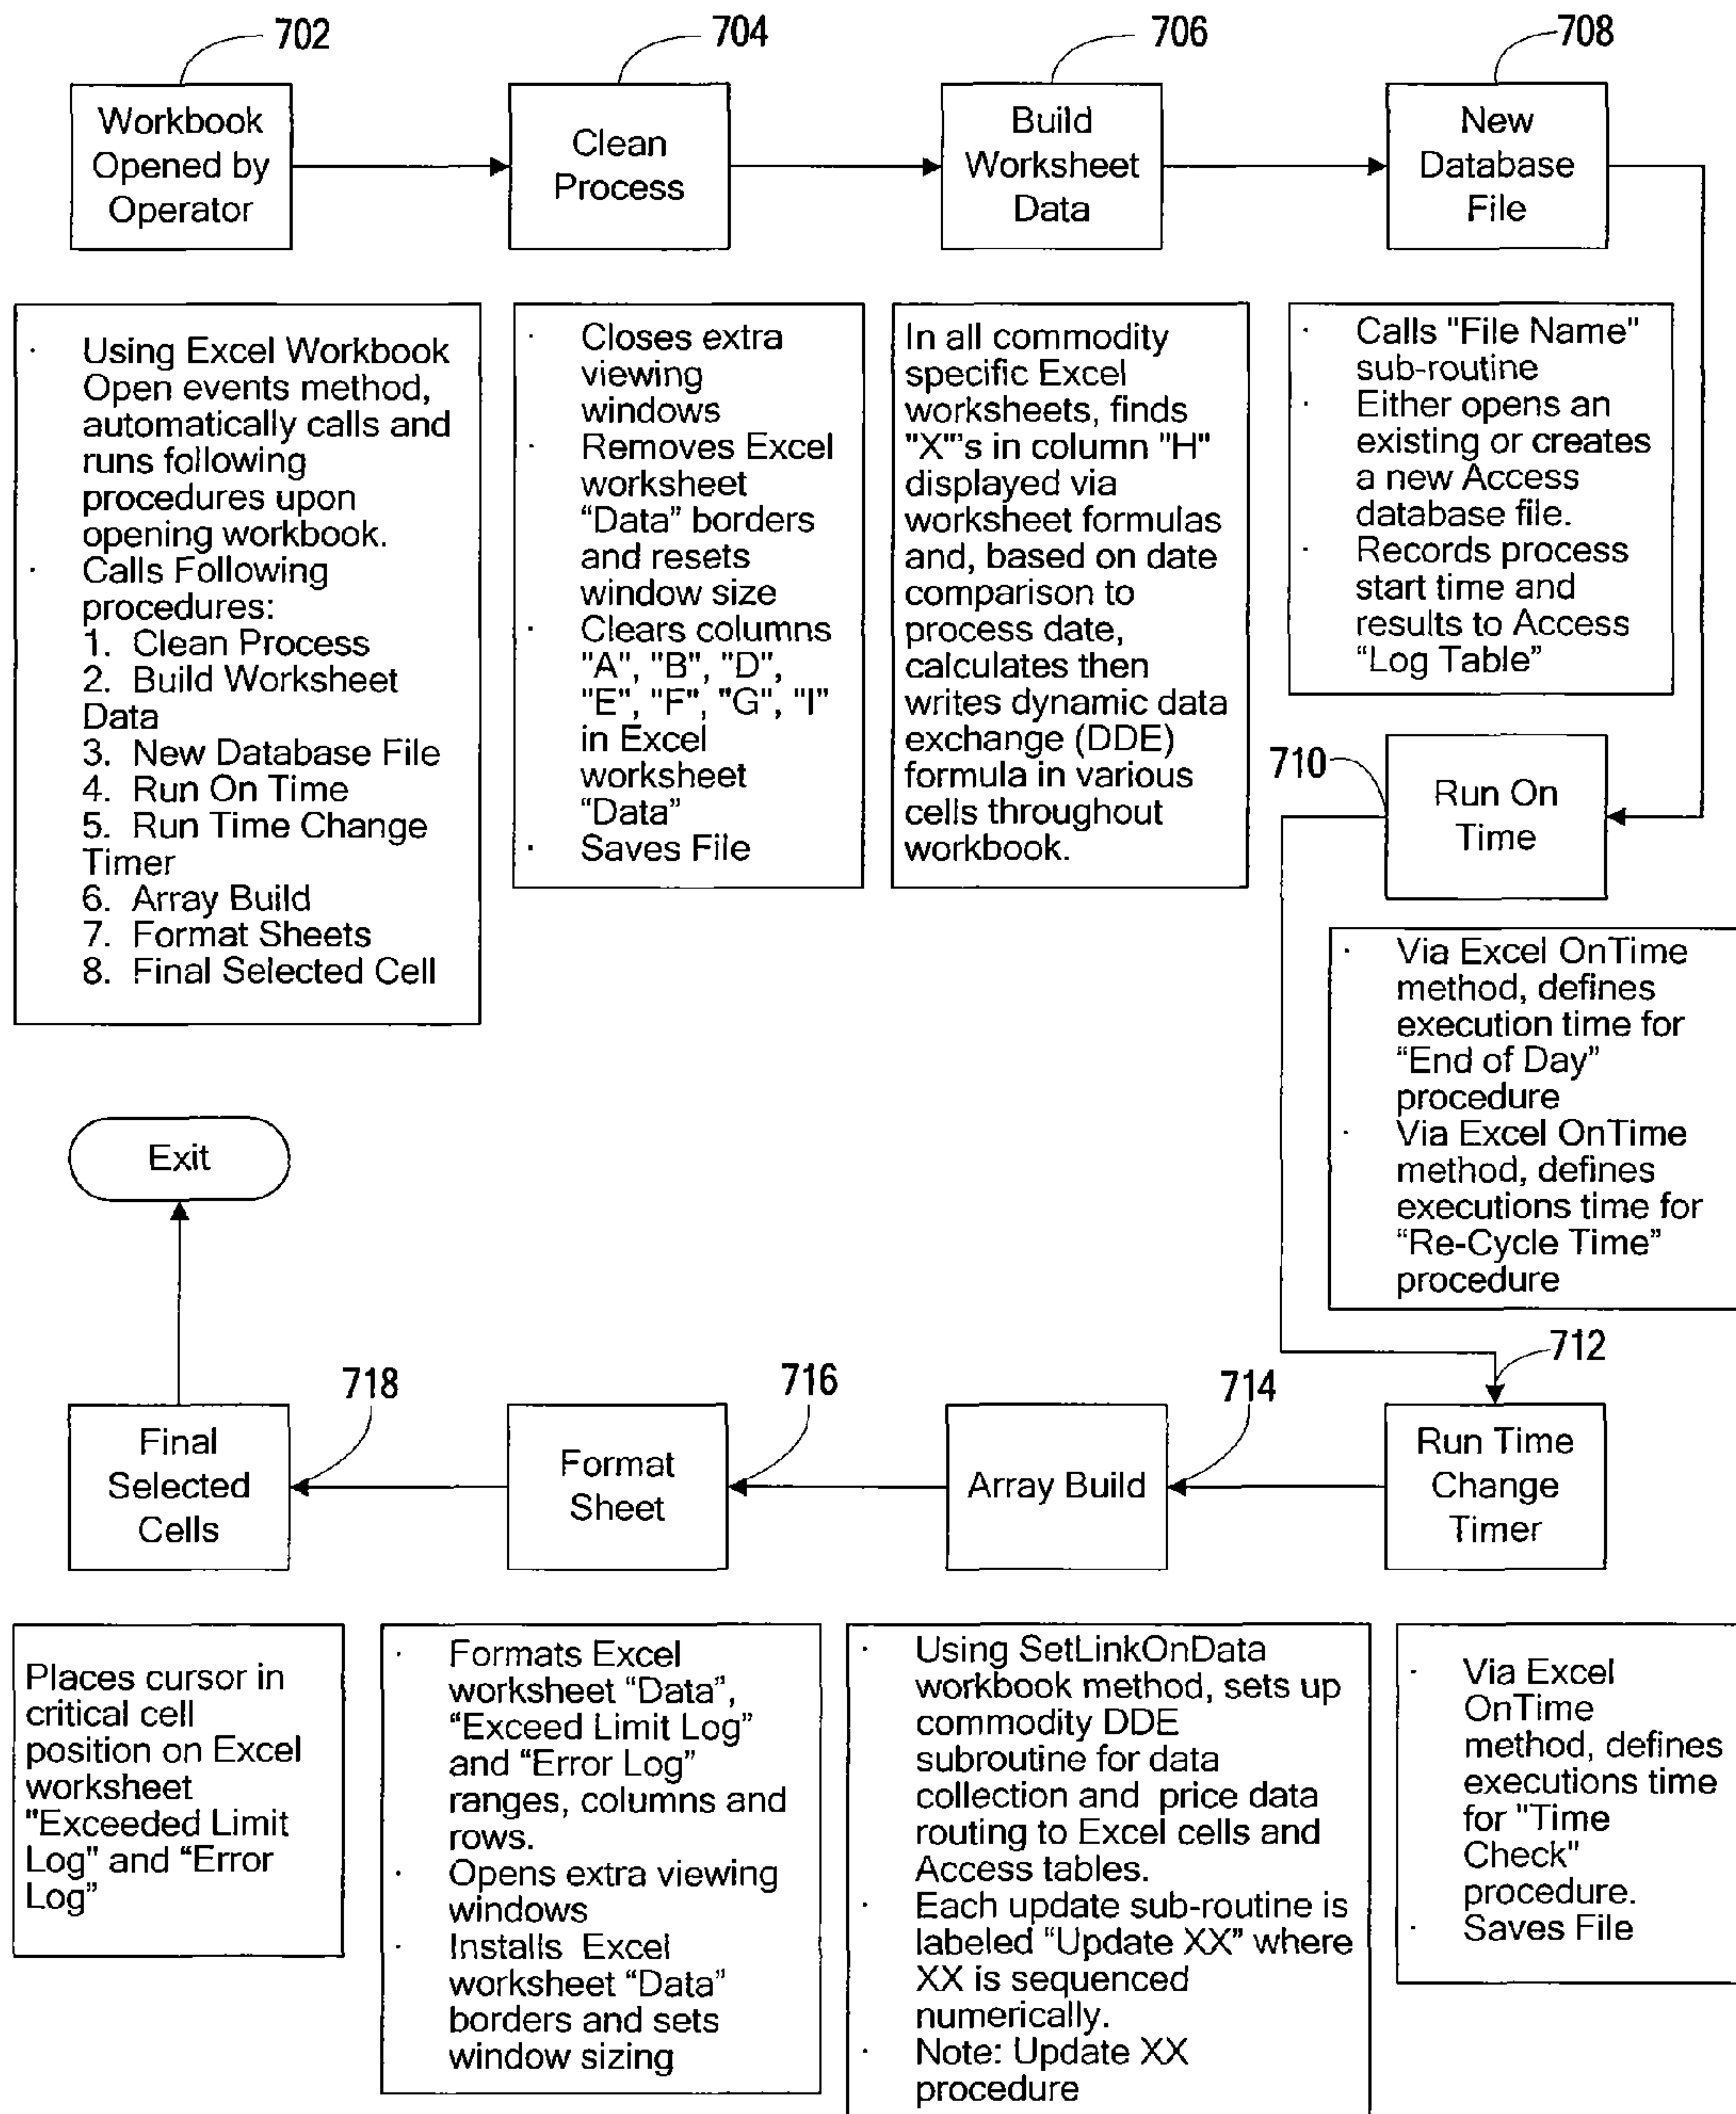 702
704
706
708
Workbook
Opened by
Operator
Clean
Process
Build
Worksheet
Data
New
Database
File
· Using Excel Workbook
Open events method,
automatically calls and
runs following
procedures upon
opening workbook.
· Calls Following
procedures:
1. Clean Process
2. Build Worksheet
Data
3. New Database File
4. Run On Time
5. Run Time Change
Timer
6. Array Build
7. Format Sheets
8. Final Selected Cell
· Closes extra
viewing
windows
· Removes Excel
worksheet
“Data” borders
and resets
window size
· Clears columns
"A", "B", "D",
"E", "F", "G", "I"
in Excel
worksheet
“Data”
· Saves File
In all commodity
specific Excel
worksheets, finds
"X"'s in column "H"
displayed via
worksheet formulas
and, based on date
comparison to
process date,
calculates then
writes dynamic data
exchange (DDE)
formula in various
cells throughout
workbook.
· Calls "File Name"
sub-routine
· Either opens an
existing or creates
a new Access
database file.
· Records process
start time and
results to Access
“Log Table”
710
Run On
Time
· Via Excel OnTime
method, defines
execution time for
“End of Day”
procedure
· Via Excel OnTime
method, defines
executions time for
“Re-Cycle Time”
procedure
Exit
718
716
714
712
Final
Selected
Cells
Format
Sheet
Array Build
Run Time
Change
Timer
Places cursor in
critical cell
position on Excel
worksheet
"Exceeded Limit
Log" and “Error
Log”
· Formats Excel
worksheet “Data”,
“Exceed Limit Log”
and “Error Log”
ranges, columns and
rows.
· Opens extra viewing
windows
· Installs Excel
worksheet “Data”
borders and sets
window sizing
· Using SetLinkOnData
workbook method, sets up
commodity DDE
subroutine for data
collection and price data
routing to Excel cells and
Access tables.
· Each update sub-routine is
labeled “Update XX” where
XX is sequenced
numerically.
· Note: Update XX
procedure
· Via Excel
OnTime
method, defines
executions time
for "Time
Check"
procedure.
· Saves File